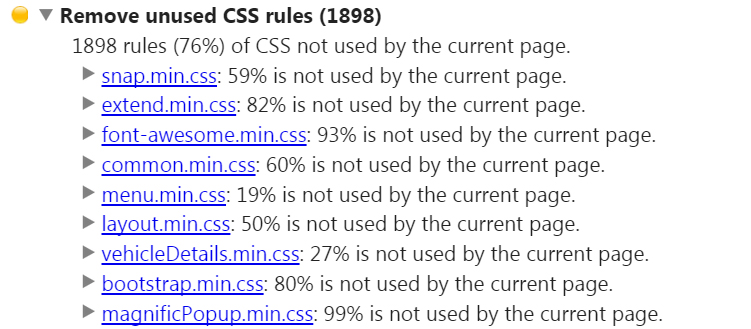 Remove unused CSS rules (1898)
1898 rules (76%) of CSS not used by the current page.
snap.min.css: 59% is not used by the current page.
extend.min.css: 82% is not used by the current page.
font-awesome.min.css: 93% is not used by the current page.
common.min.css: 60% is not used by the current page.
menu.min.css: 19% is not used by the current page.
layout.min.css: 50% is not used by the current page.
vehicleDetails.min.css: 27% is not used by the current page.
bootstrap.min.css: 80% is not used by the current page.
magnificPopup.min.css: 99% is not used by the current page.